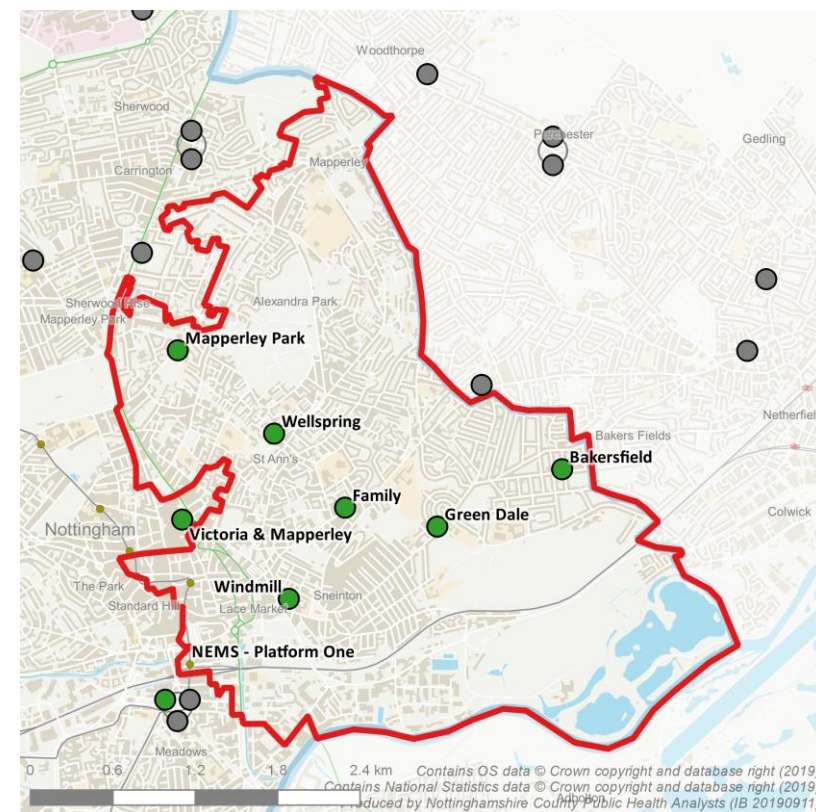 Woodthorpe
Sherwood
Porchester
Gedling
Carrington
Mapperley
Sherwood Rise
Mapperley Park
Alexandra Park
Mapperley Park
Wellspring
Netherfiel
Bakers Fields
St Ann's
Bakersfield
Family
Green Dale
Colwick
Nottingham
Victoria & Mapperley
The Park
Windmill
Sneinton
Standard Hill
Lace Market
NEMS - Platform One
Meadows
0 0.6 1.2 1.8 2.4 km
Contains OS data © Crown copyright and database right (2019
Contains National Statistics data © Crown copyright and database right (2019
Produced by Nottinghamshire County Public Health Analysts (IB 20190911